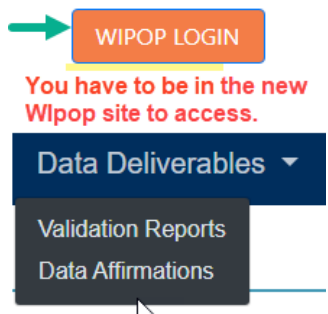 WIPOP LOGIN
You have to be in the new
WIpop site to access.
Data Deliverables
Validation Reports
Data Affirmations